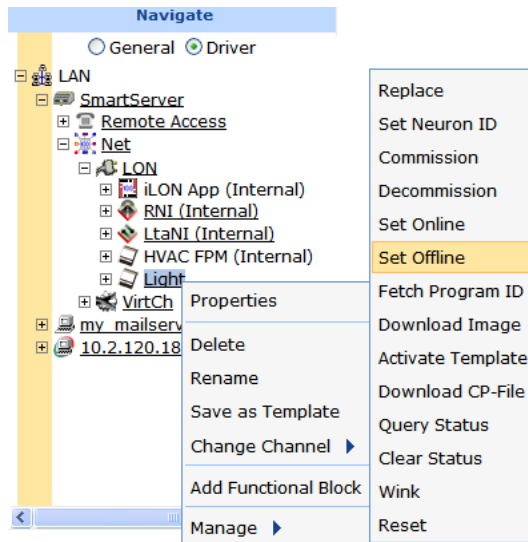 Navigate
General Driver
LAN
SmartServer
Remote Access
Net
LON
iLON App (Internal)
RNI (Internal)
LtaNI (Internal)
HVAC FPM (Internal)
Light
VirtCh
my_mailserv
10.2.120.18
Properties
Delete
Rename
Save as Template
Change Channel
Add Functional Block
Manage
Replace
Set Neuron ID
Commission
Decommission
Set Online
Set Offline
Fetch Program ID
Download Image
Activate Template
Download CP-File
Query Status
Clear Status
Wink
Reset